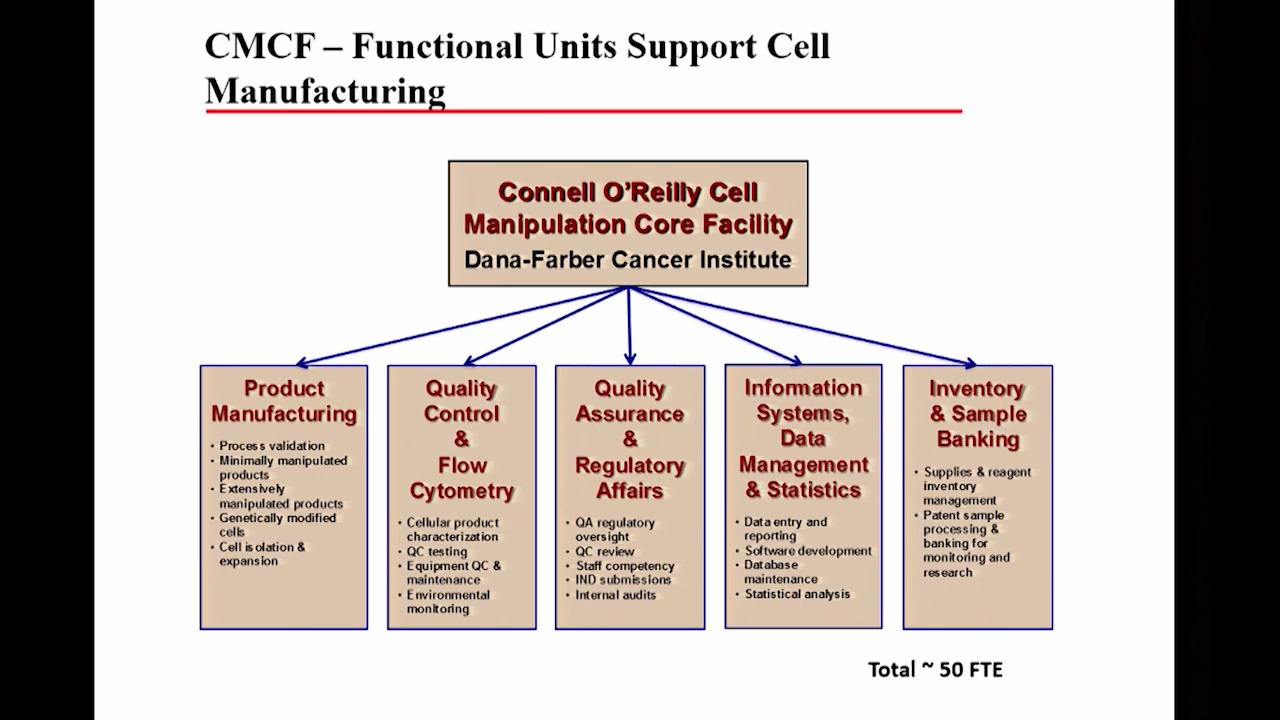 CMCF – Functional Units Support Cell
Manufacturing
Connell O’Reilly Cell
Manipulation Core Facility
Dana-Farber Cancer Institute
Product
Manufacturing
• Process validation
• Minimally manipulated
products
• Extensively
manipulated products
• Genetically modified
cells
• Cell isolation &
expansion
Quality
Control
&
Flow
Cytometry
• Cellular product
characterization
• QC testing
• Equipment QC &
maintenance
• Environmental
monitoring
Quality
Assurance
&
Regulatory
Affairs
• QA regulatory
oversight
• QC review
• Staff competency
• IND submissions
• Internal audits
Information
Systems,
Data
Management
& Statistics
• Data entry and
reporting
• Software development
• Database
maintenance
• Statistical analysis
Inventory
& Sample
Banking
• Supplies & reagent
inventory
management
• Patent sample
processing &
banking for
monitoring and
research
Total ~ 50 FTE